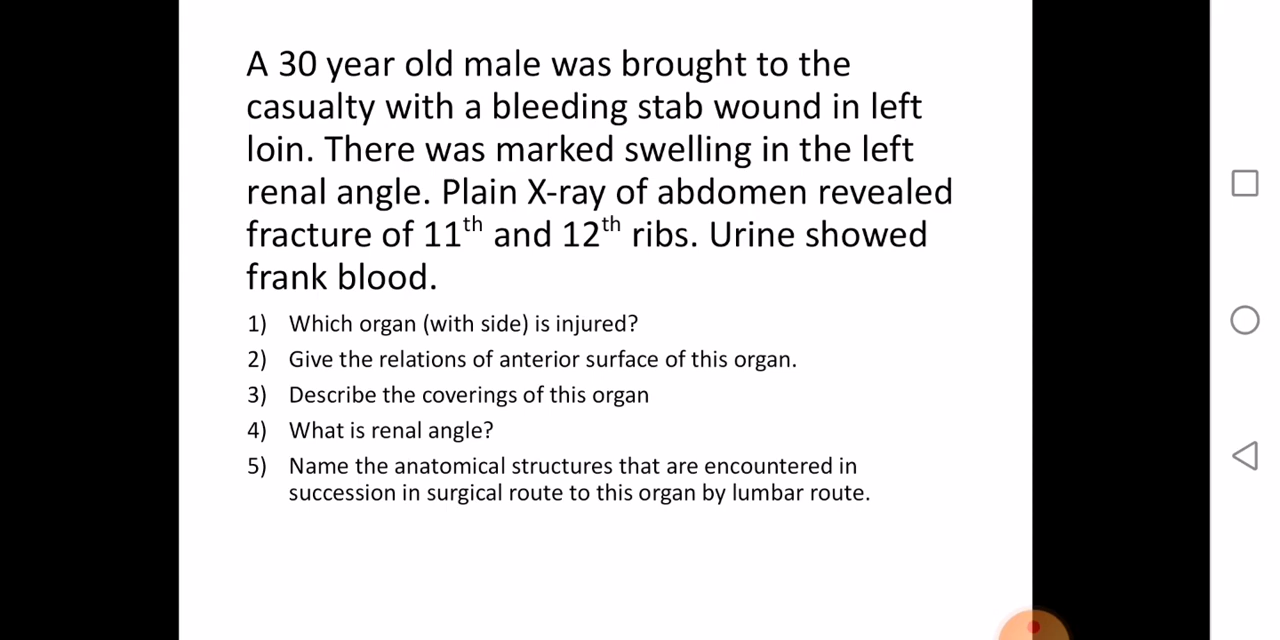 A 30 year old male was brought to the
casualty with a bleeding stab wound in left
loin. There was marked swelling in the left
renal angle. Plain X-ray of abdomen revealed
fracture of 11th and 12th ribs. Urine showed
frank blood.
1) Which organ (with side) is injured?
2) Give the relations of anterior surface of this organ.
3) Describe the coverings of this organ
4) What is renal angle?
5) Name the anatomical structures that are encountered in
succession in surgical route to this organ by lumbar route.